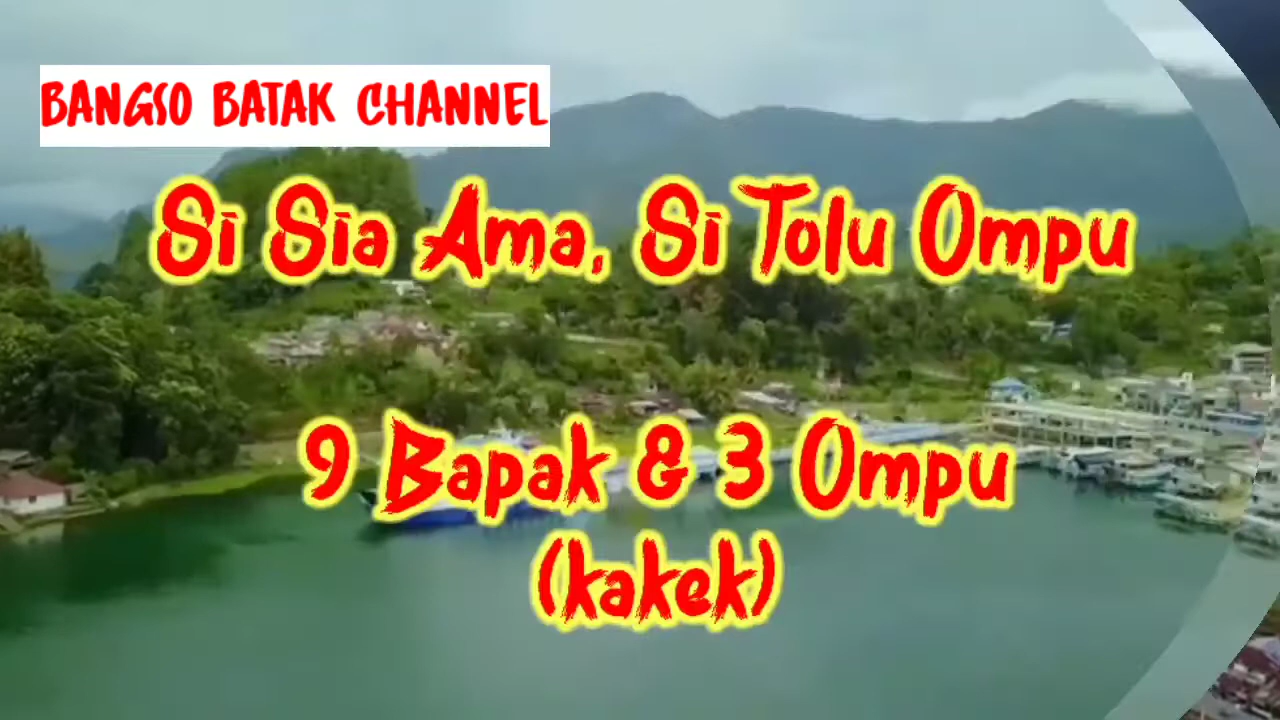 BANGSO BATAK CHANNEL
Si Sia Ama, Si Tolu Ompu
9 Bapak & 3 Ompu
(kakek)